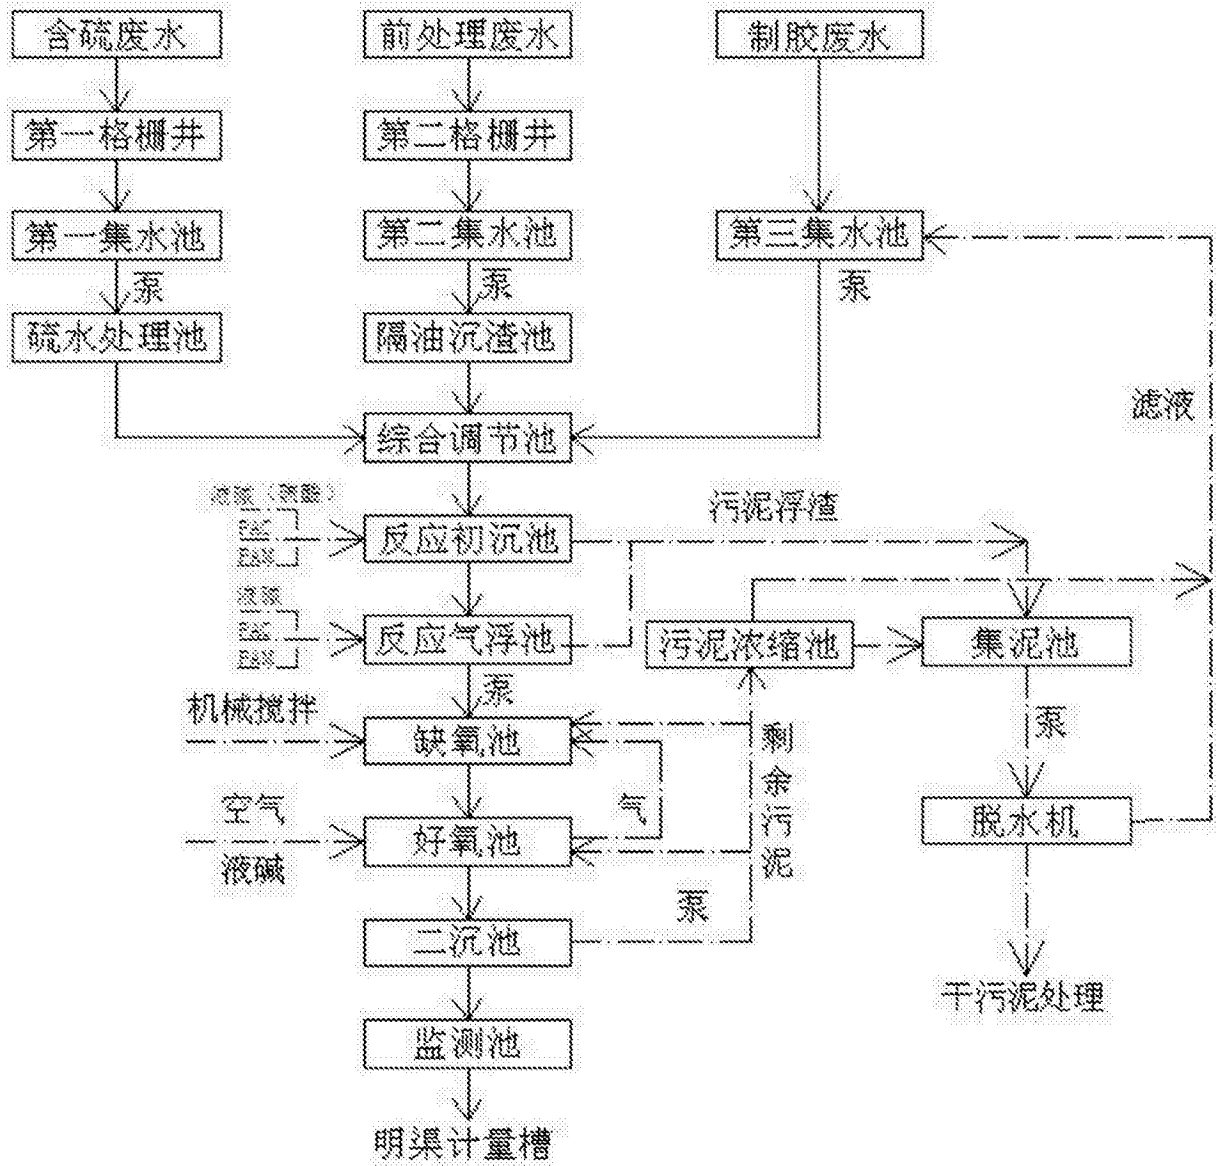 含硫废水
前处理废水
制胶废水
第一格栅井
第二格栅井
第一集水池
第二集水池
第三集水池
泵
泵
泵
硫水处理池
隔油沉渣池
滤液
综合调节池
污泥浮渣
PAC
反应初沉池
PAM
PAC
反应气浮池
污泥浓缩池
集泥池
PAM
泵
机械搅拌
缺氧池
剩余污泥
泵
空气
气
好氧池
脱水机
液碱
泵
二沉池
干污泥处理
监测池
明渠计量槽